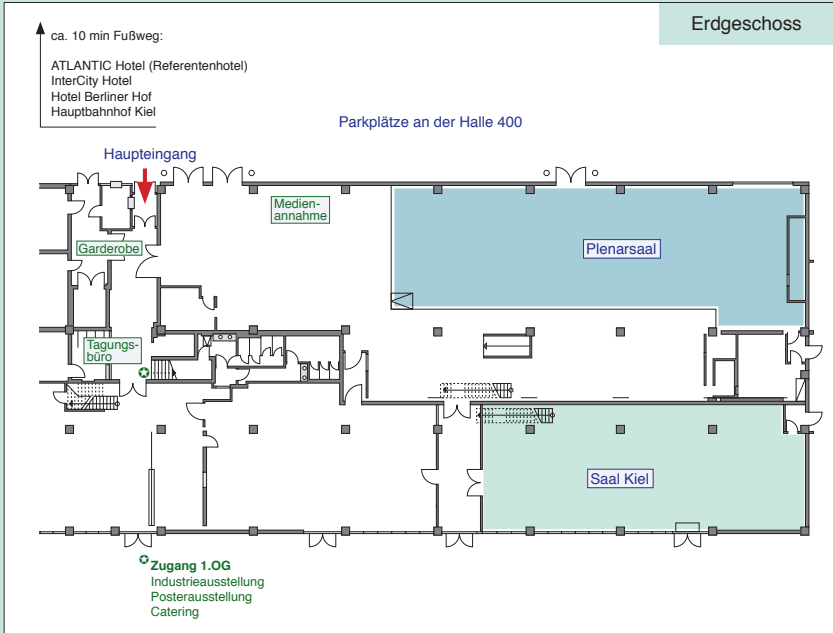 Erdgeschoss
ca. 10 min Fußweg:
ATLANTIC Hotel (Referentenhotel)
InterCity Hotel
Hotel Berliner Hof
Hauptbahnhof Kiel
Parkplätze an der Halle 400
Haupteingang
Medien-
annahme
Garderobe
Plenarsaal
Tagungs-
büro
Saal Kiel
Zugang 1.OG
Industrieausstellung
Posterausstellung
Catering